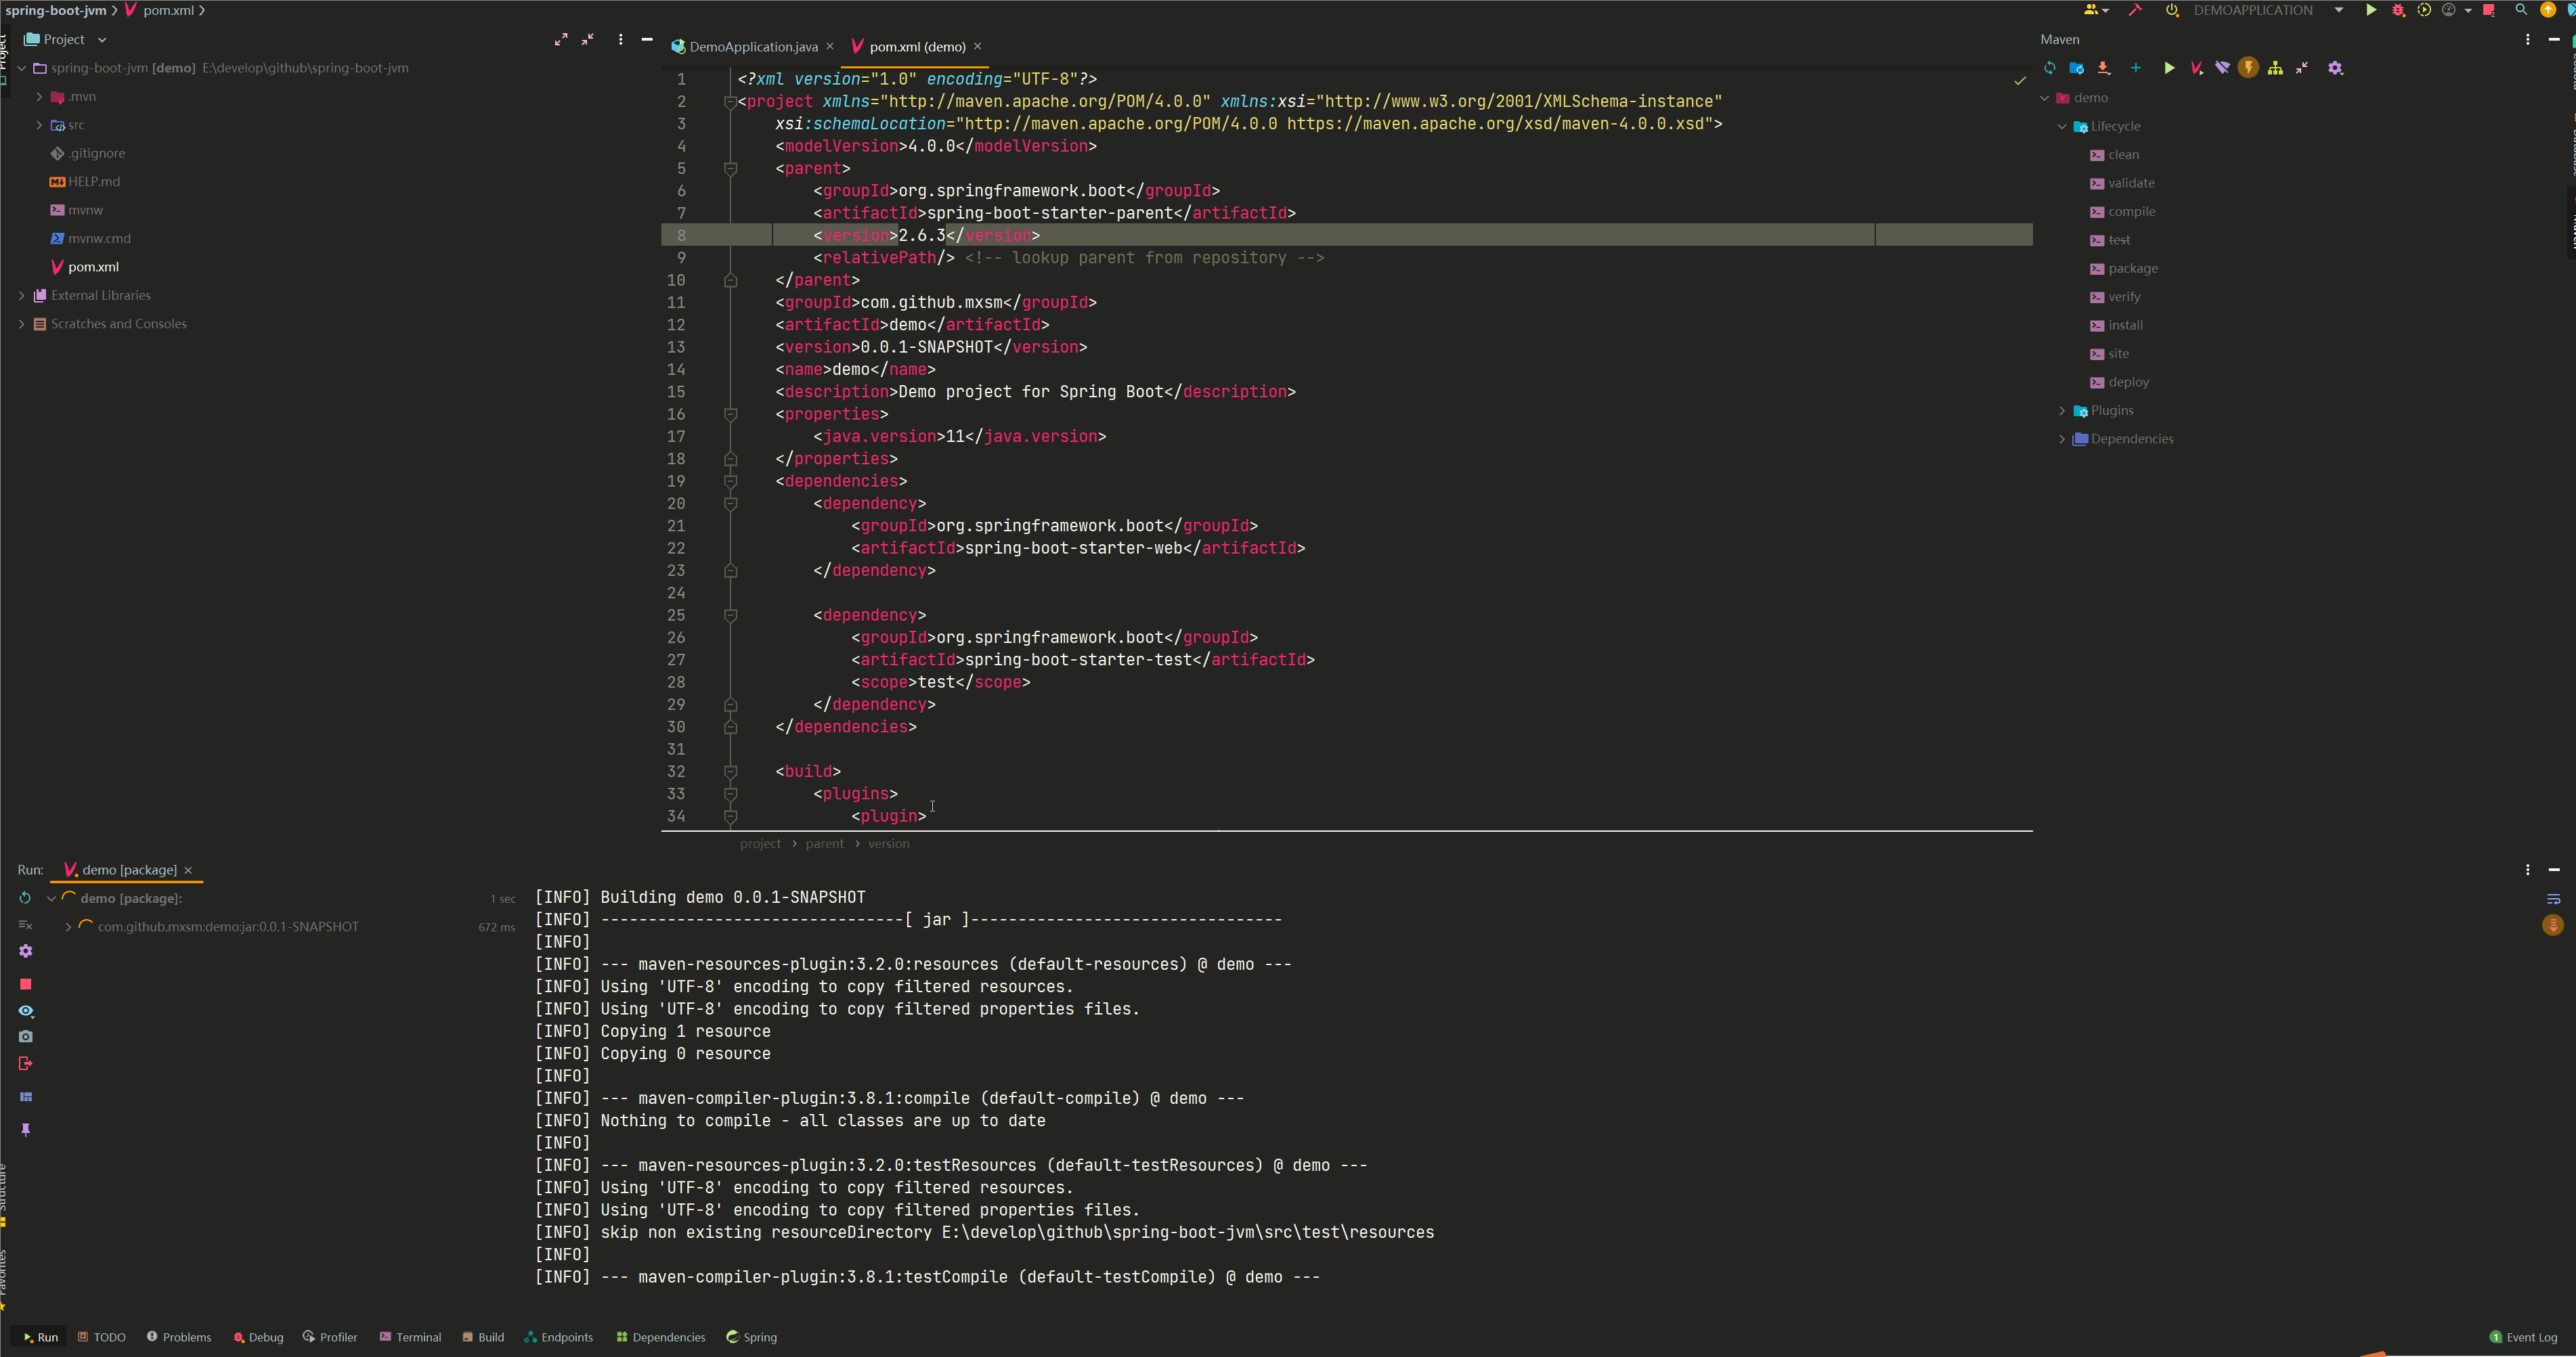 spring-boot-jvm > pom.xml >
DEMOAPPLICATION
Project
Project
spring-boot-jvm [demo] E:\develop\github\spring-boot-jvm
.mvn
src
.gitignore
HELP.md
mvnw
mvnw.cmd
pom.xml
External Libraries
Scratches and Consoles
DemoApplication.java
pom.xml (demo)
1 <?xml version="1.0" encoding="UTF-8"?>
2 <project xmlns="http://maven.apache.org/POM/4.0.0" xmlns:xsi="http://www.w3.org/2001/XMLSchema-instance"
3 xsi:schemaLocation="http://maven.apache.org/POM/4.0.0 https://maven.apache.org/xsd/maven-4.0.0.xsd">
4 <modelVersion>4.0.0</modelVersion>
5 <parent>
6 <groupId>org.springframework.boot</groupId>
7 <artifactId>spring-boot-starter-parent</artifactId>
8 <version>2.6.3</version>
9 <relativePath/> <!-- lookup parent from repository -->
10 </parent>
11 <groupId>com.github.mxsm</groupId>
12 <artifactId>demo</artifactId>
13 <version>0.0.1-SNAPSHOT</version>
14 <name>demo</name>
15 <description>Demo project for Spring Boot</description>
16 <properties>
17 <java.version>11</java.version>
18 </properties>
19 <dependencies>
20 <dependency>
21 <groupId>org.springframework.boot</groupId>
22 <artifactId>spring-boot-starter-web</artifactId>
23 </dependency>
24
25 <dependency>
26 <groupId>org.springframework.boot</groupId>
27 <artifactId>spring-boot-starter-test</artifactId>
28 <scope>test</scope>
29 </dependency>
30 </dependencies>
31
32 <build>
33 <plugins>
34 <plugin>
project > parent > version
Maven
demo
Lifecycle
clean
validate
compile
test
package
verify
install
site
deploy
Plugins
Dependencies
Run: demo [package]
demo [package]: 1 sec
com.github.mxsm:demo:jar:0.0.1-SNAPSHOT 672 ms
[INFO] Building demo 0.0.1-SNAPSHOT
[INFO] --------------------------------[ jar ]---------------------------------
[INFO]
[INFO] --- maven-resources-plugin:3.2.0:resources (default-resources) @ demo ---
[INFO] Using 'UTF-8' encoding to copy filtered resources.
[INFO] Using 'UTF-8' encoding to copy filtered properties files.
[INFO] Copying 1 resource
[INFO] Copying 0 resource
[INFO]
[INFO] --- maven-compiler-plugin:3.8.1:compile (default-compile) @ demo ---
[INFO] Nothing to compile - all classes are up to date
[INFO]
[INFO] --- maven-resources-plugin:3.2.0:testResources (default-testResources) @ demo ---
[INFO] Using 'UTF-8' encoding to copy filtered resources.
[INFO] Using 'UTF-8' encoding to copy filtered properties files.
[INFO] skip non existing resourceDirectory E:\develop\github\spring-boot-jvm\src\test\resources
[INFO]
[INFO] --- maven-compiler-plugin:3.8.1:testCompile (default-testCompile) @ demo ---
Structure
Favorites
Run TODO Problems Debug Profiler Terminal Build Endpoints Dependencies Spring
1 Event Log